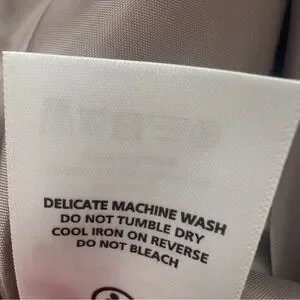 DELICATE MACHINE WASH
DO NOT TUMBLE DRY
COOL IRON ON REVERSE
DO NOT BLEACH